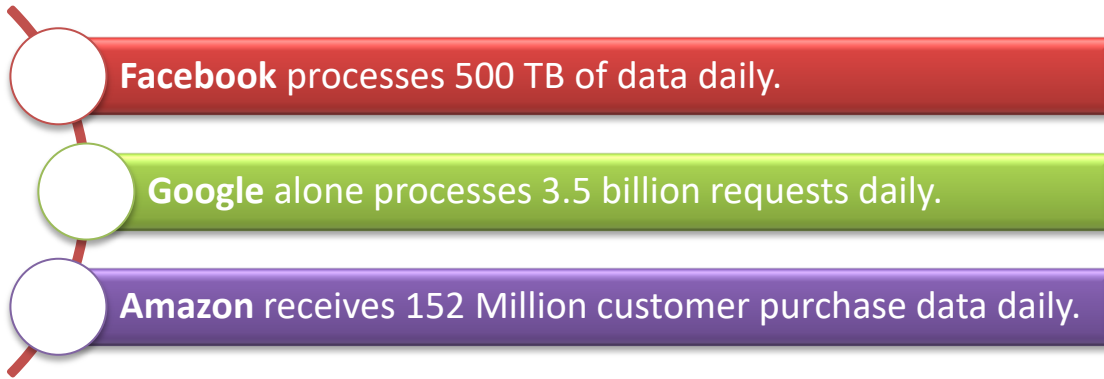 Facebook processes 500 TB of data daily.
Google alone processes 3.5 billion requests daily.
Amazon receives 152 Million customer purchase data daily.